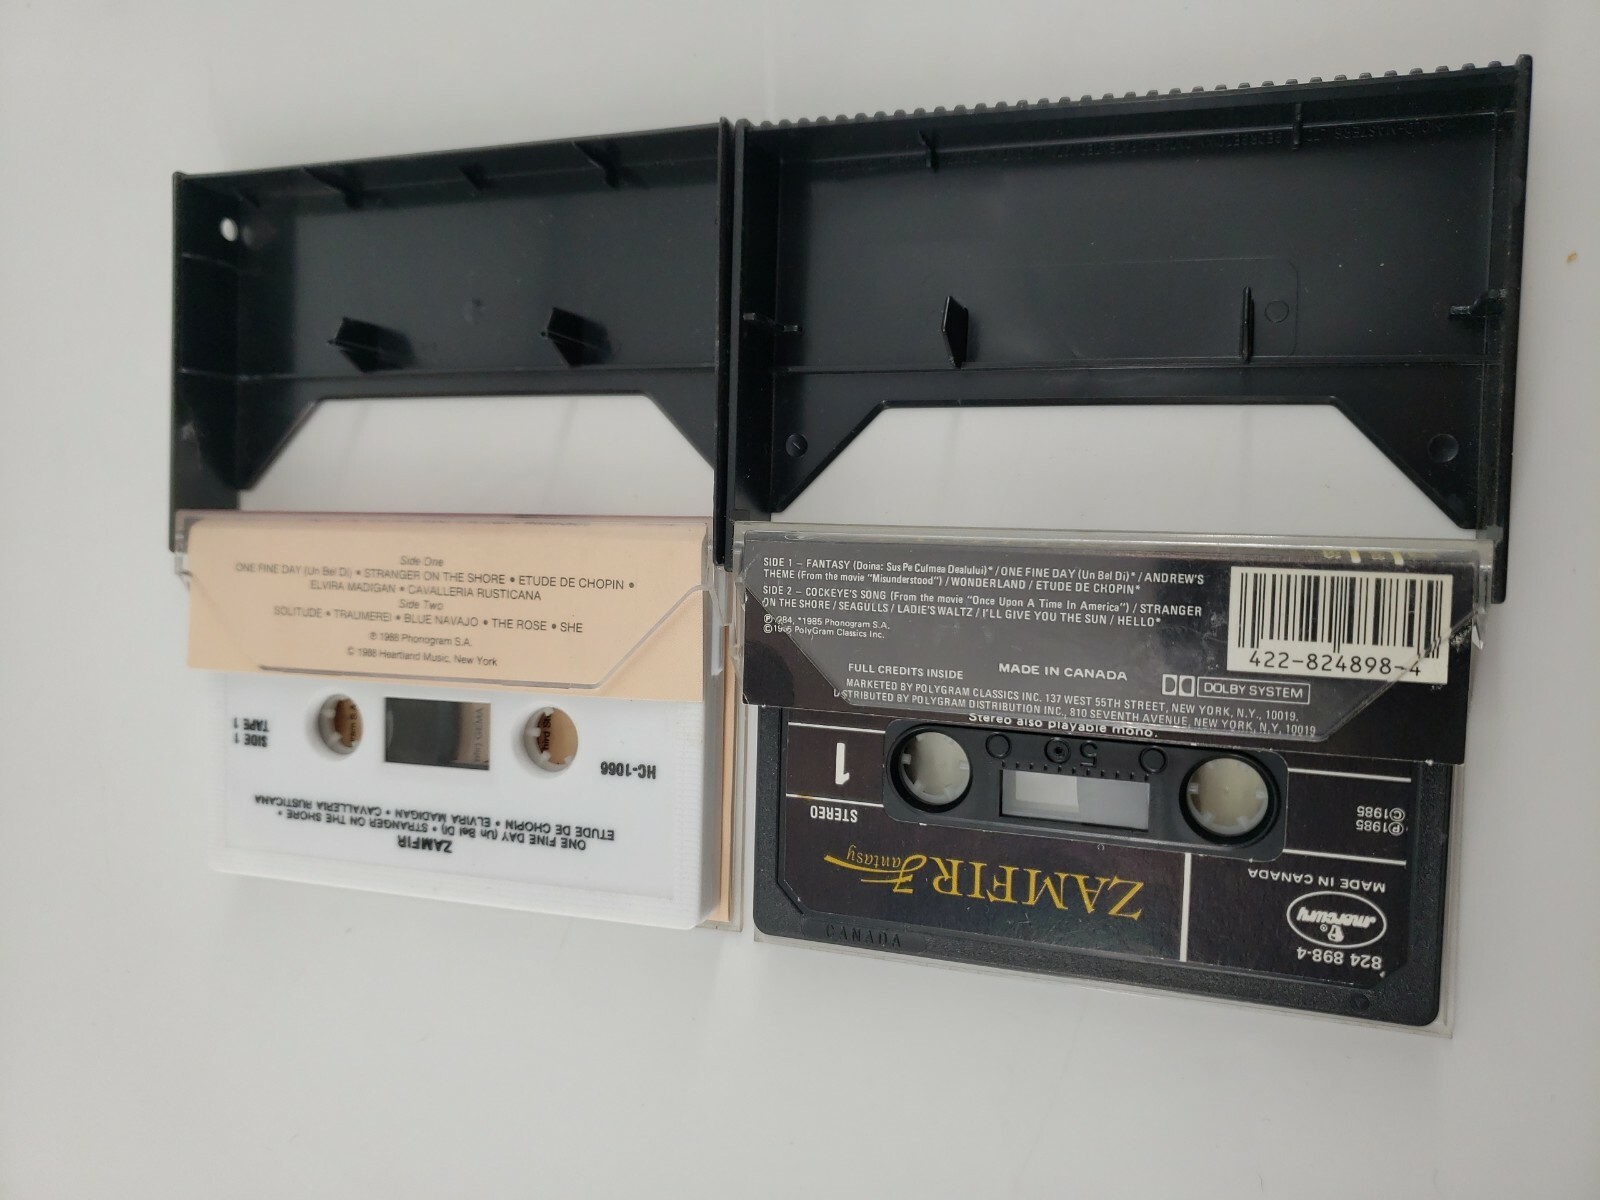 Side One
ONE FINE DAY (Un Bel Di) • STRANGER ON THE SHORE • ETUDE DE CHOPIN •
ELVIRA MADIGAN • CAVALLERIA RUSTICANA
Side Two
SOLITUDE • TRAUMEREI • BLUE NAVAJO • THE ROSE • SHE
℗ 1988 Phonogram S.A.
© 1988 Heartland Music, New York
SIDE 1
TAPE 1
HC-1066
ZAMFIR
ONE FINE DAY (Un Bel Di) • STRANGER ON THE SHORE •
ETUDE DE CHOPIN • ELVIRA MADIGAN • CAVALLERIA RUSTICANA
SIDE 1 – FANTASY (Doina: Sus Pe Culmea Dealului)* / ONE FINE DAY (Un Bel Di)* / ANDREW'S
THEME (From the movie "Misunderstood") / WONDERLAND / ETUDE DE CHOPIN*
SIDE 2 – COCKEYE'S SONG (From the movie "Once Upon A Time In America") / STRANGER
ON THE SHORE / SEAGULLS / LADIE'S WALTZ / I'LL GIVE YOU THE SUN / HELLO*
℗ 1984, *1985 Phonogram S.A.
© 1985 PolyGram Classics Inc.
422-824898-4
FULL CREDITS INSIDE MADE IN CANADA
DOLBY SYSTEM
MARKETED BY POLYGRAM CLASSICS INC. 137 WEST 55TH STREET, NEW YORK, N.Y., 10019.
DISTRIBUTED BY POLYGRAM DISTRIBUTION INC., 810 SEVENTH AVENUE, NEW YORK, N.Y. 10019
Stereo also playable mono.
1
STEREO
5
℗1985
©1985
ZAMFIR Fantasy
MADE IN CANADA
mercury
824 898-4
CANADA